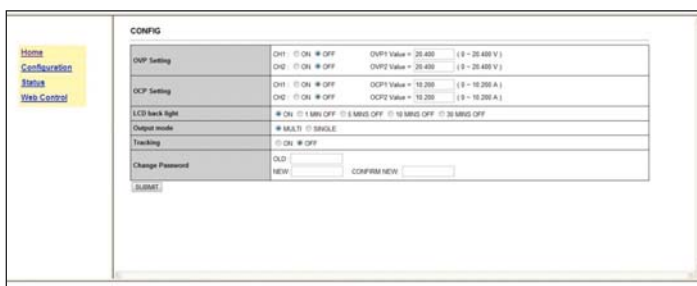 CONFIG
Home
Configuration
Status
Web Control
OVP Setting
CH1 : ON OFF OVP1 Value = 20.400 ( 0 ~ 20.400 V )
CH2 : ON OFF OVP2 Value = 20.400 ( 0 ~ 20.400 V )
OCP Setting
CH1 : ON OFF OCP1 Value = 10.200 ( 0 ~ 10.200 A )
CH2 : ON OFF OCP2 Value = 10.200 ( 0 ~ 10.200 A )
LCD back light
ON 1 MIN OFF 5 MINS OFF 10 MINS OFF 30 MINS OFF
Output mode
MULTI SINGLE
Tracking
ON OFF
Change Password
OLD :
NEW: CONFIRM NEW:
SUBMIT